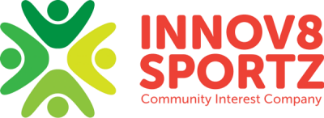 INNOV8
SPORTZ
Community Interest Company